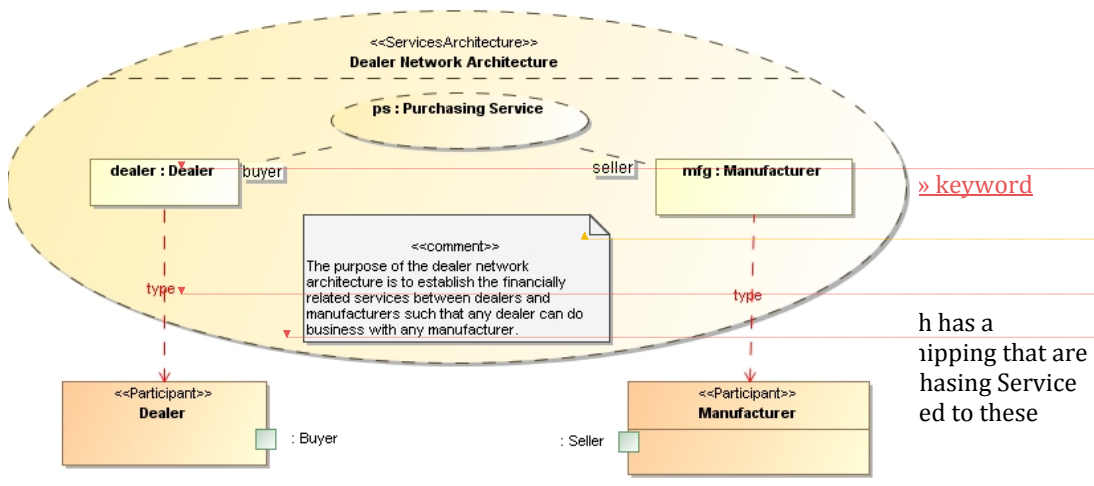 <<ServicesArchitecture>>
Dealer Network Architecture
ps : Purchasing Service
dealer : Dealer
buyer
seller
mfg : Manufacturer
» keyword
<<comment>>
The purpose of the dealer network
architecture is to establish the financially
related services between dealers and
manufacturers such that any dealer can do
business with any manufacturer.
type
type
h has a
that are
Service
ed to these
<<Participant>>
Dealer
: Buyer
<<Participant>>
Manufacturer
: Seller